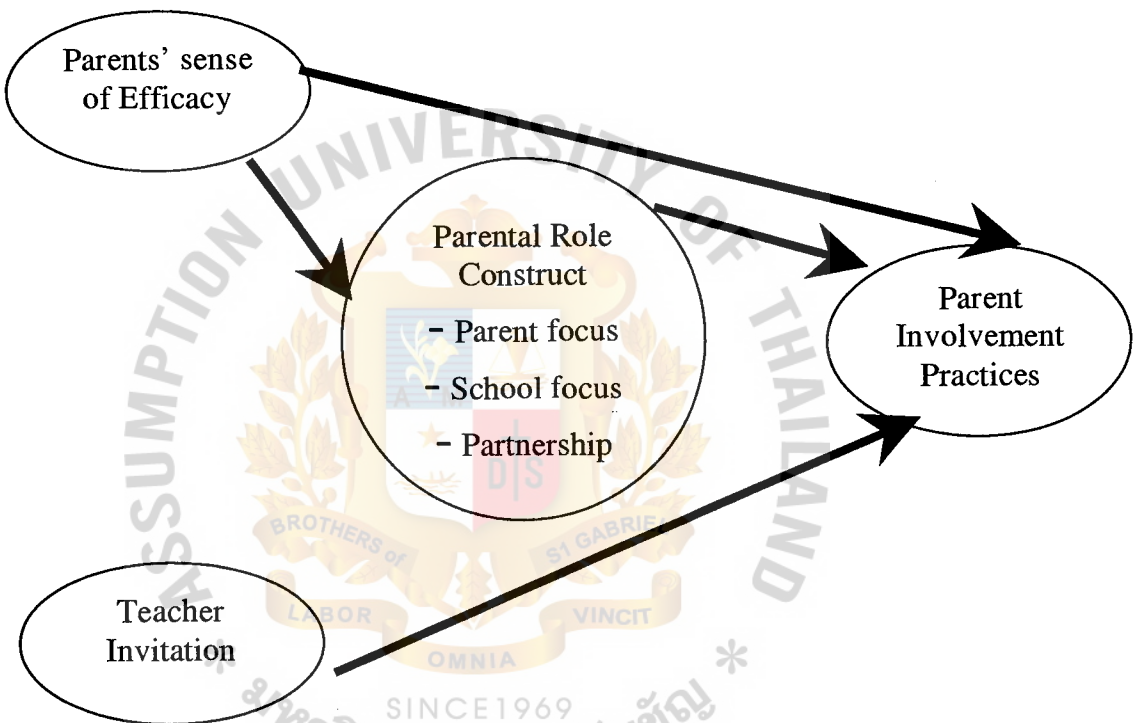 Parents’ sense
of Efficacy
UNIVERSITY OF
ASSUMPTION
THAILAND
Parental Role
Construct
- Parent focus
- School focus
- Partnership
Parent
Involvement
Practices
A M
D S
BROTHERS of
S1 GABRIEL
Teacher
Invitation
LABOR
VINCIT
OMNIA
SINCE1969